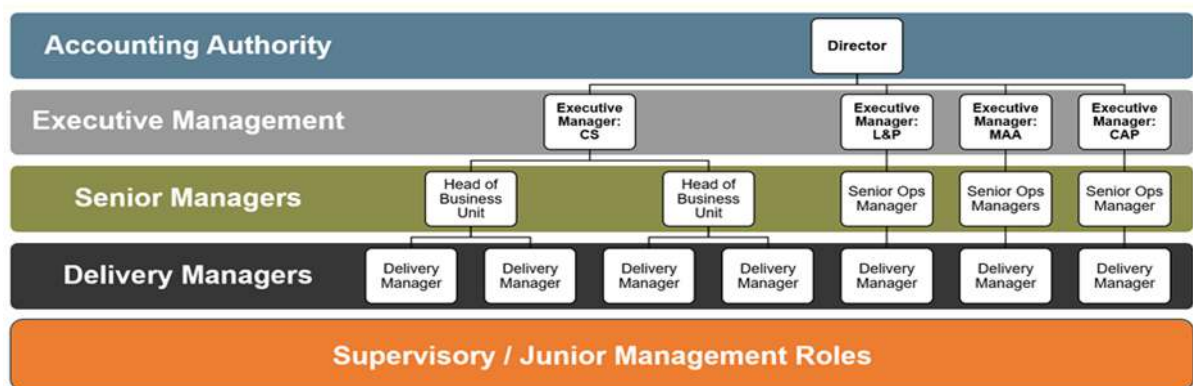 Accounting Authority
Director
Executive Management
Executive
Manager:
CS
Executive
Manager:
L&P
Executive
Manager:
MAA
Executive
Manager:
CAP
Senior Managers
Head of
Business
Unit
Head of
Business
Unit
Senior Ops
Manager
Senior Ops
Managers
Senior Ops
Manager
Delivery Managers
Delivery
Manager
Delivery
Manager
Delivery
Manager
Delivery
Manager
Delivery
Manager
Delivery
Manager
Delivery
Manager
Supervisory / Junior Management Roles